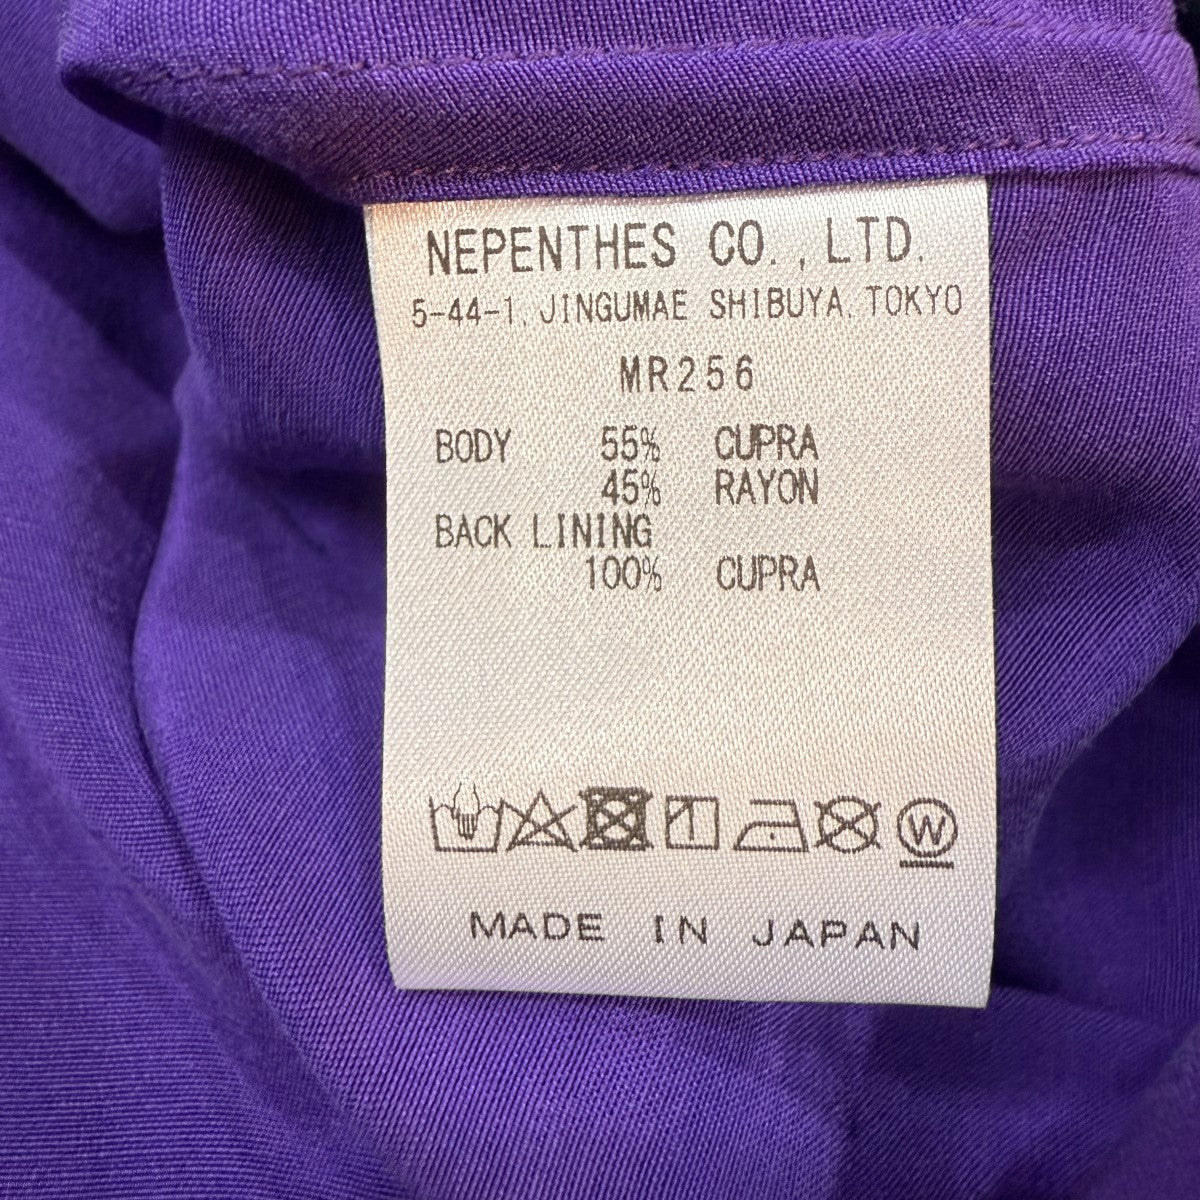 NEPENTHES CO., LTD.
5-44-1, JINGUMAE SHIBUYA, TOKYO
MR256
BODY 55% CUPRA
45% RAYON
BACK LINING
100% CUPRA
W
MADE IN JAPAN